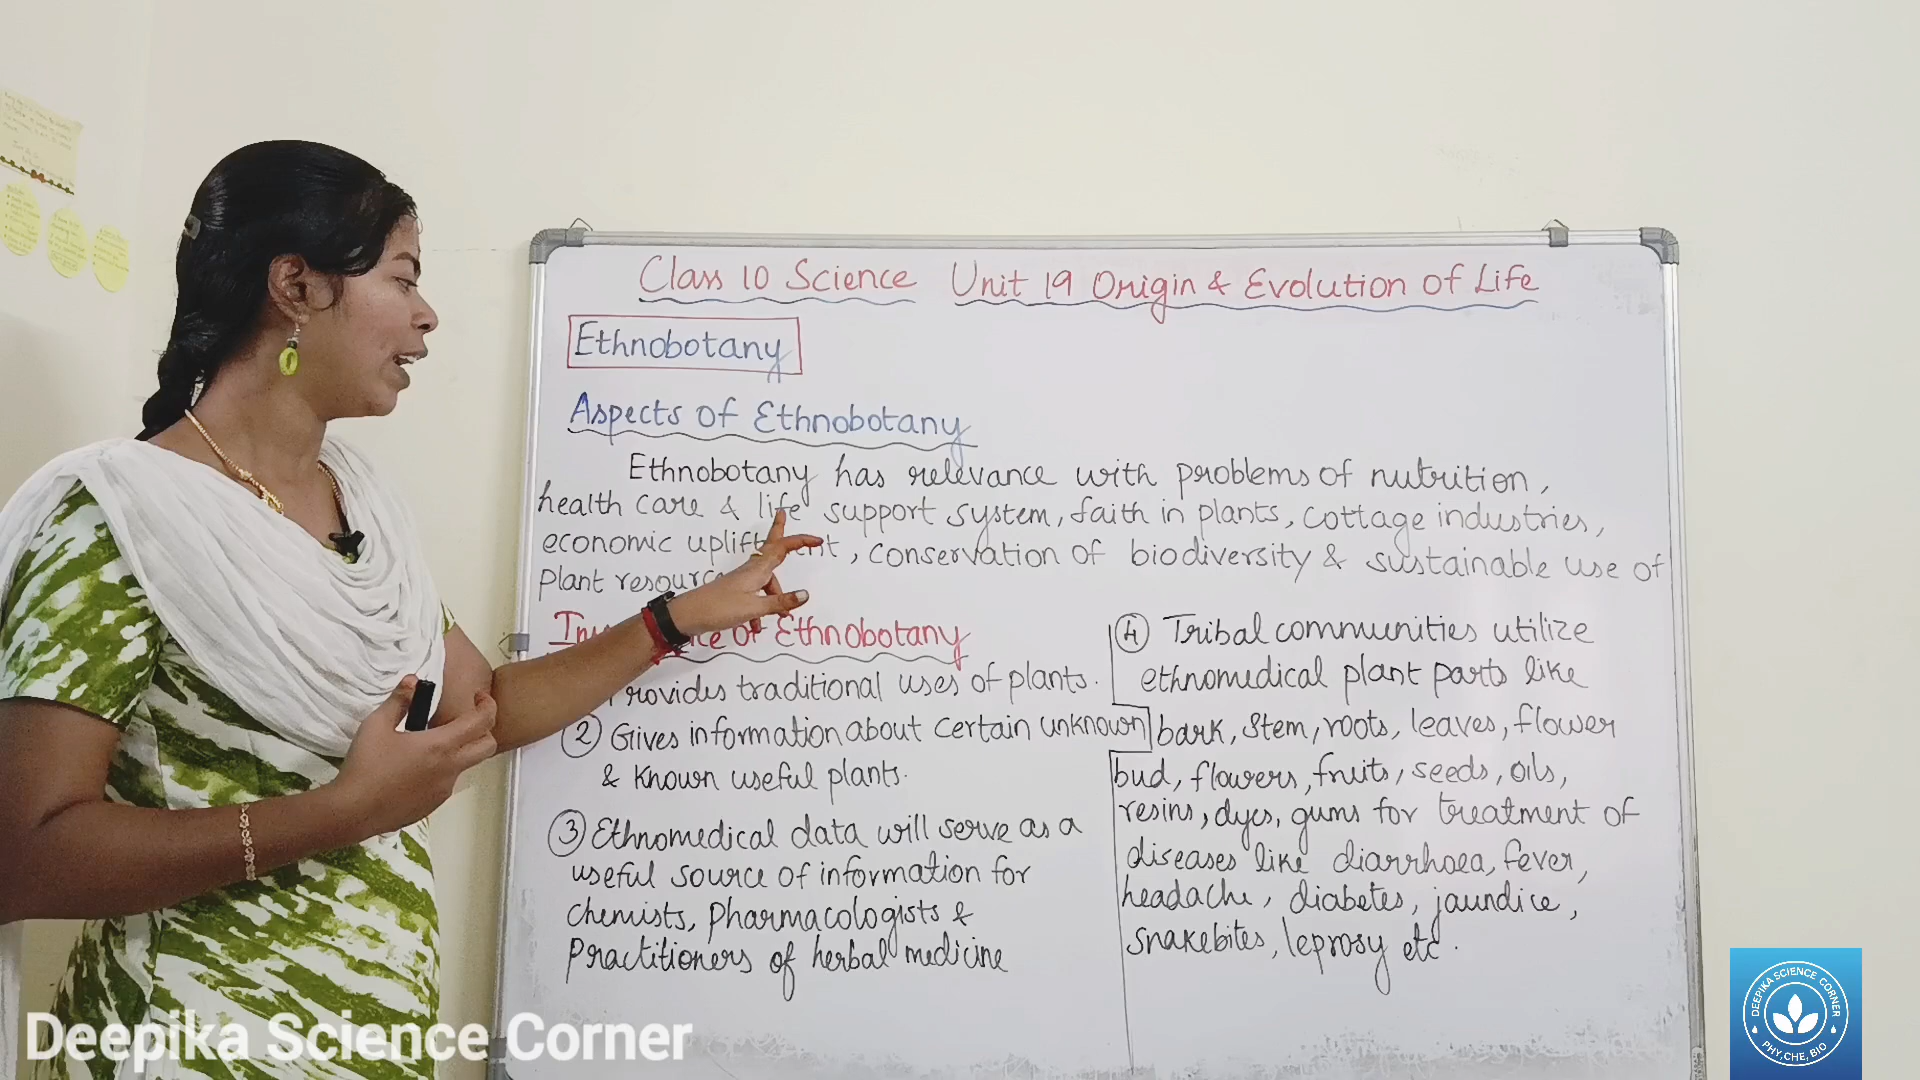 Class 10 Science Unit 19 Origin & Evolution of Life
Ethnobotany
Aspects of Ethnobotany
Ethnobotany has relevance with problems of nutrition,
health care & life support system, faith in plants, cottage industries,
economic , conservation of biodiversity & sustainable use of
plant
of Ethnobotany
traditional uses of plants.
② Gives information about certain unknown
& known useful plants.
③ Ethnomedical data will serve as a
useful source of information for
chemists, pharmacologists &
practitioners of herbal medicine
④ Tribal communities utilize
ethnomedical plant parts like
bark, stem, roots, leaves, flower
bud, flowers, fruits, seeds, oils,
resins, dyes, gums for treatment of
diseases like diarrhoea, fever,
headache, diabetes, jaundice,
snakebites, leprosy etc.
Deepika Science Corner
DEEPIKA SCIENCE CORNER
PHY, CHE, BIO